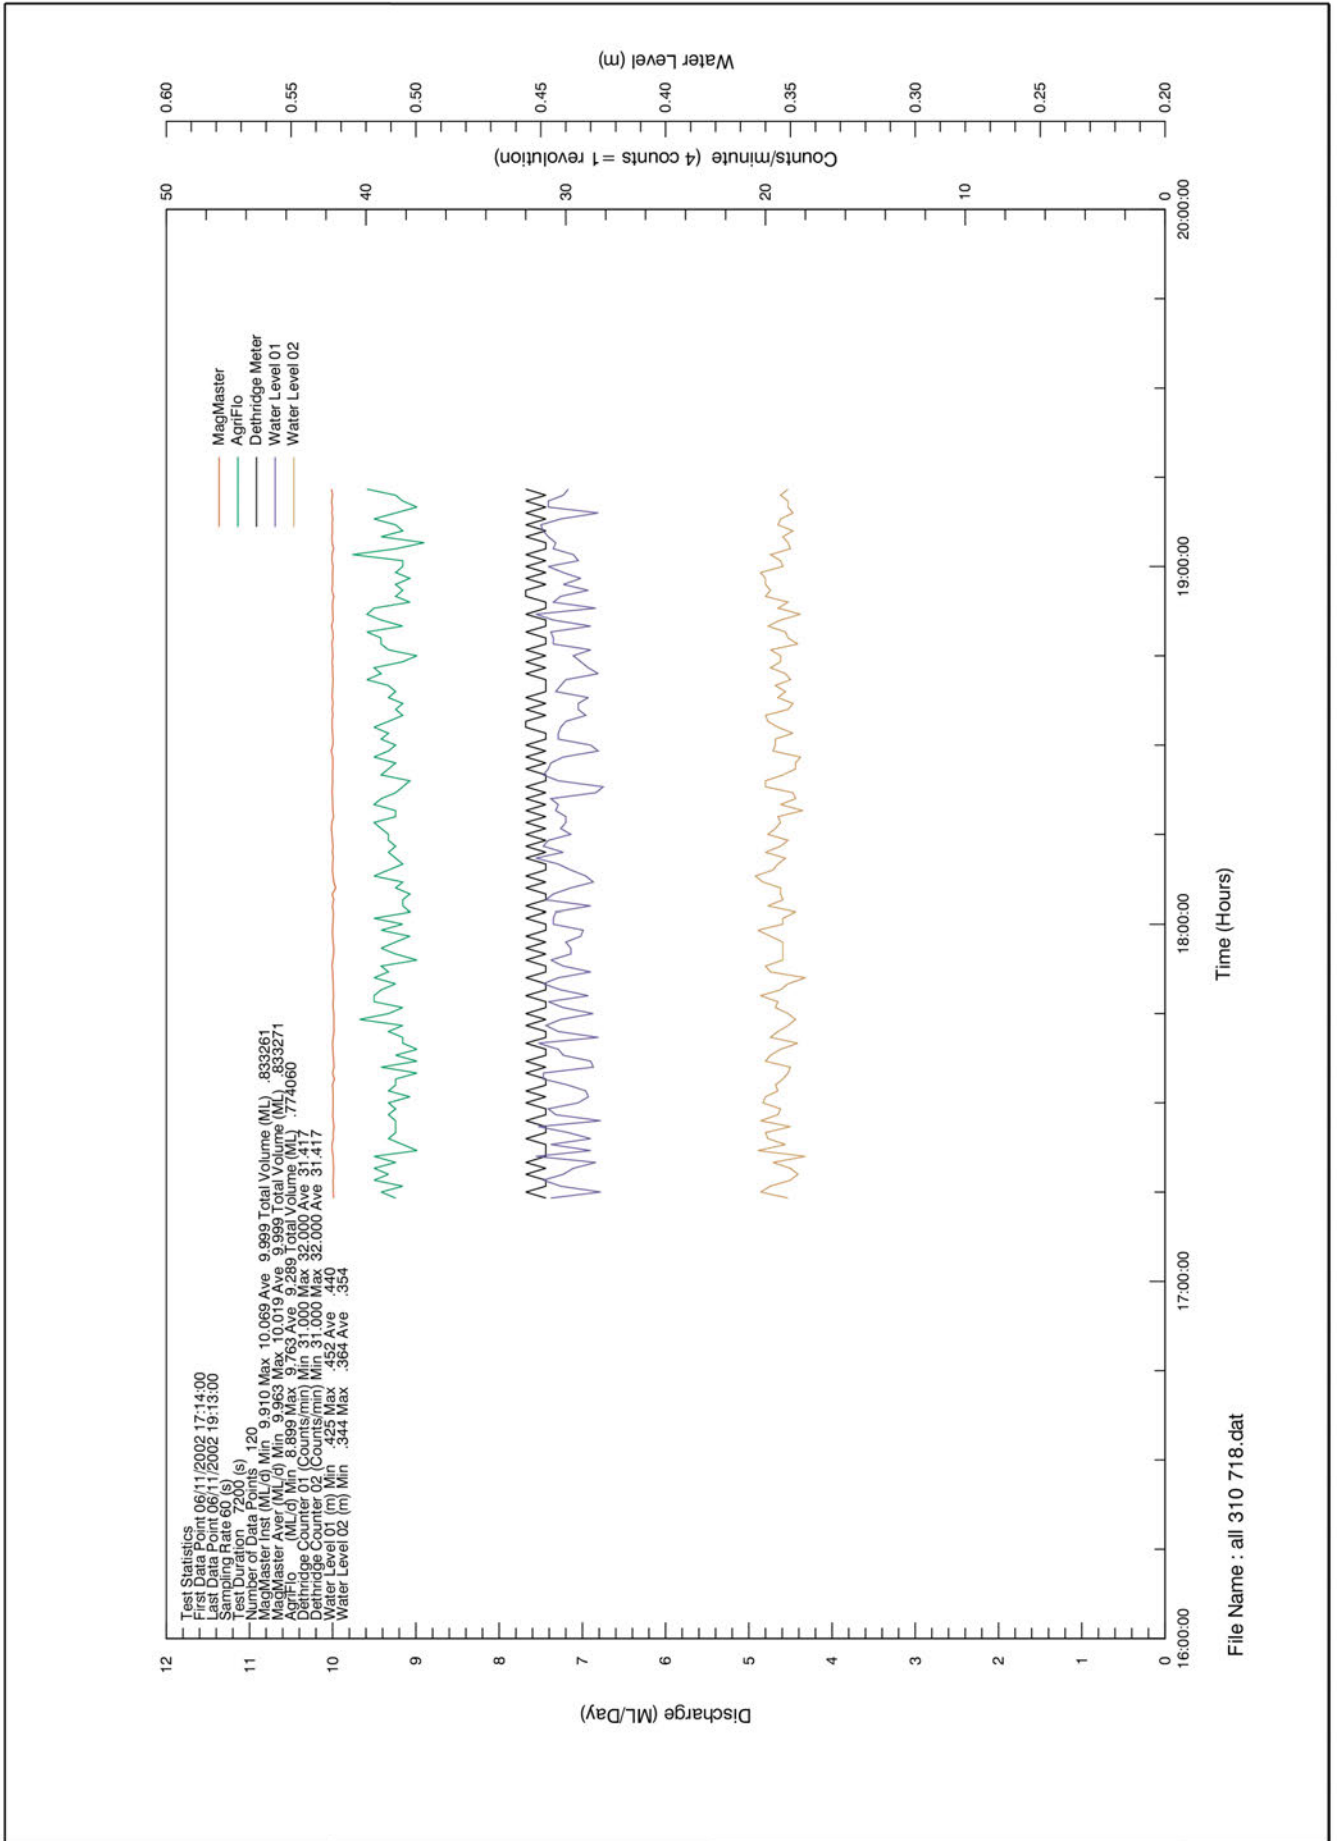 Test Statistics
First Data Point 06/11/2002 17:14:00
Last Data Point 06/11/2002 19:13:00
Sampling Rate 60 (s)
Test Duration 7200 (s)
Number of Data Points 120
MagMaster Inst (ML/d) Min 9.910 Max 10.069 Ave 9.999 Total Volume (ML) .833261
MagMaster Aver (ML/d) Min 9.963 Max 10.019 Ave 9.999 Total Volume (ML) .833271
AgriFlo (ML/d) Min 8.899 Max 9.763 Ave 9.289 Total Volume (ML) .774060
Dethridge Counter 01 (Counts/min) Min 31.000 Max 32.000 Ave 31.417
Dethridge Counter 02 (Counts/min) Min 31.000 Max 32.000 Ave 31.417
Water Level 01 (m) Min .425 Max .452 Ave .440
Water Level 02 (m) Min .344 Max .364 Ave .354
MagMaster
AgriFlo
Dethridge Meter
Water Level 01
Water Level 02
Discharge (ML/Day)
12
11
10
9
8
7
6
5
4
3
2
1
0
50
40
30
20
10
0
Counts/minute (4 counts = 1 revolution)
0.60
0.55
0.50
0.45
0.40
0.35
0.30
0.25
0.20
Water Level (m)
16:00:00
17:00:00
18:00:00
19:00:00
20:00:00
Time (Hours)
File Name : all 310 718.dat